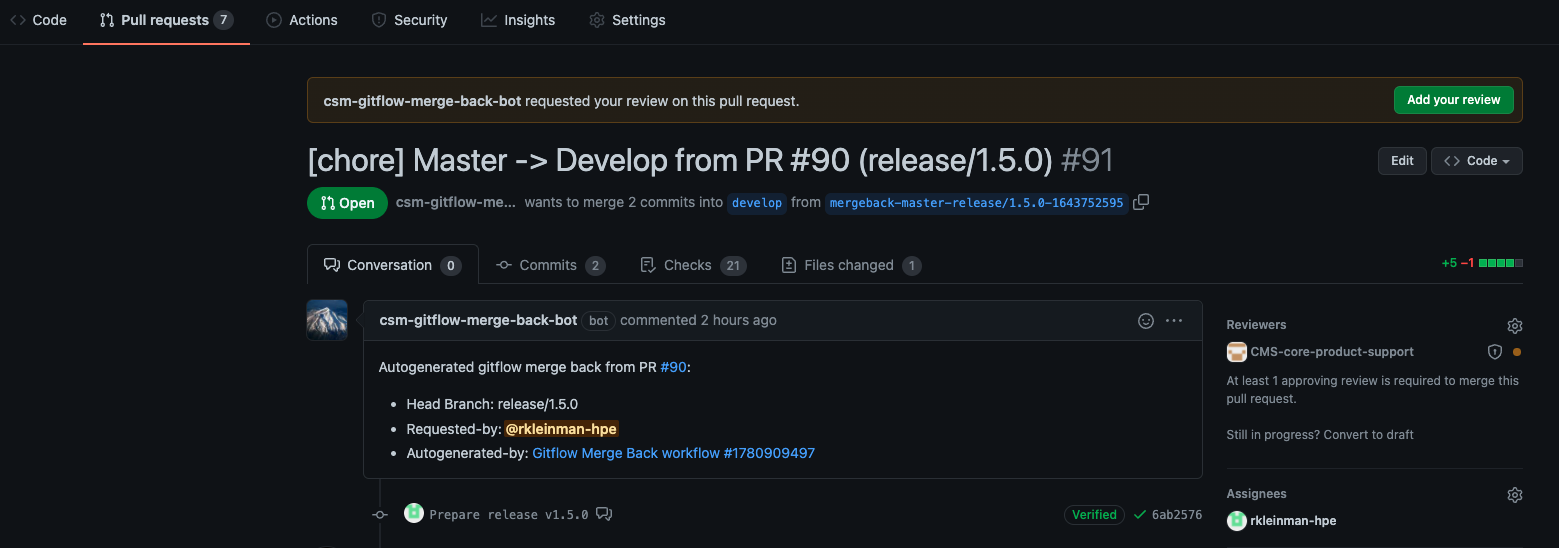 Code Pull requests 7 Actions Security Insights Settings
csm-gitflow-merge-back-bot requested your review on this pull request. Add your review
[chore] Master -> Develop from PR #90 (release/1.5.0) #91 Edit Code
Open csm-gitflow-me... wants to merge 2 commits into develop from mergeback-master-release/1.5.0-1643752595
Conversation 0 Commits 2 Checks 21 Files changed 1 +5 −1
csm-gitflow-merge-back-bot bot commented 2 hours ago
Autogenerated gitflow merge back from PR #90:
Head Branch: release/1.5.0
Requested-by: @rkleinman-hpe
Autogenerated-by: Gitflow Merge Back workflow #1780909497
Prepare release v1.5.0 Verified 6ab2576
Reviewers
CMS-core-product-support
At least 1 approving review is required to merge this
pull request.
Still in progress? Convert to draft
Assignees
rkleinman-hpe